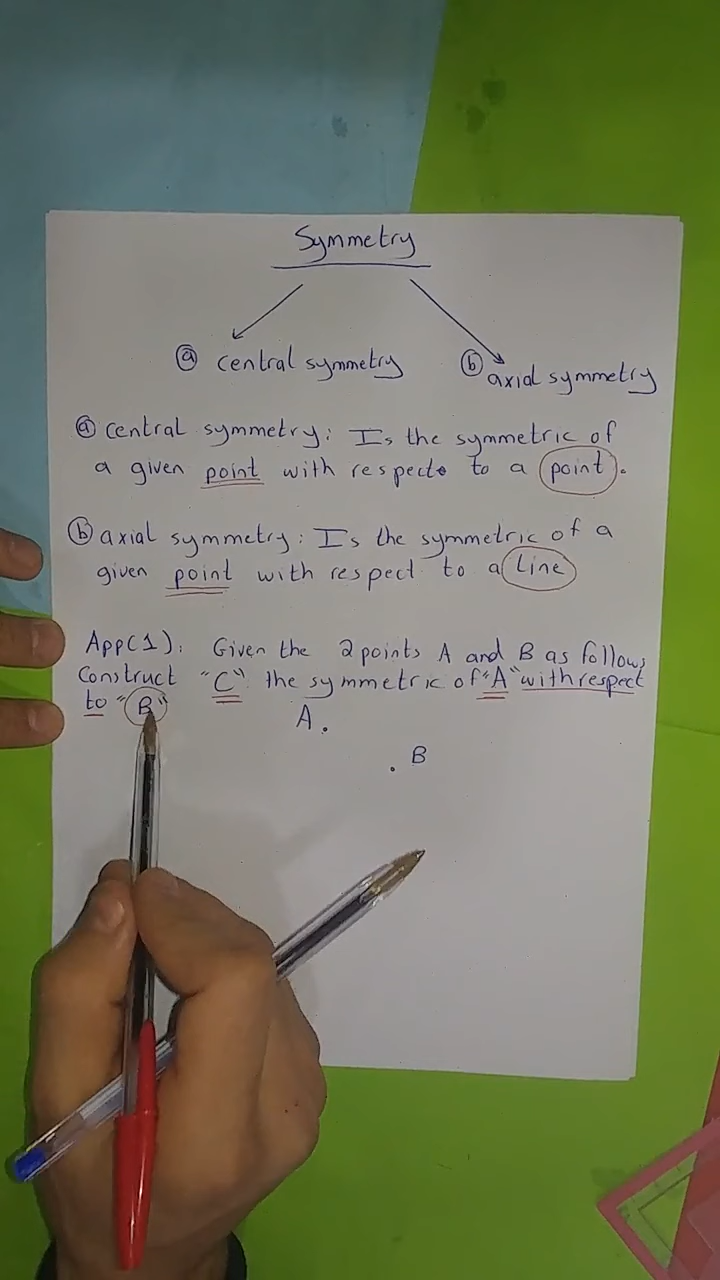 Symmetry
ⓐ central symmetry
ⓑ axial symmetry
ⓐ central symmetry: Is the symmetric of
a given point with respecte to a point.
ⓑ axial symmetry: Is the symmetric of a
given point with respect to a Line
App(1): Given the 2 points A and B as follows,
Construct "C" the symmetric of "A" with respect
to "B"
A.
. B